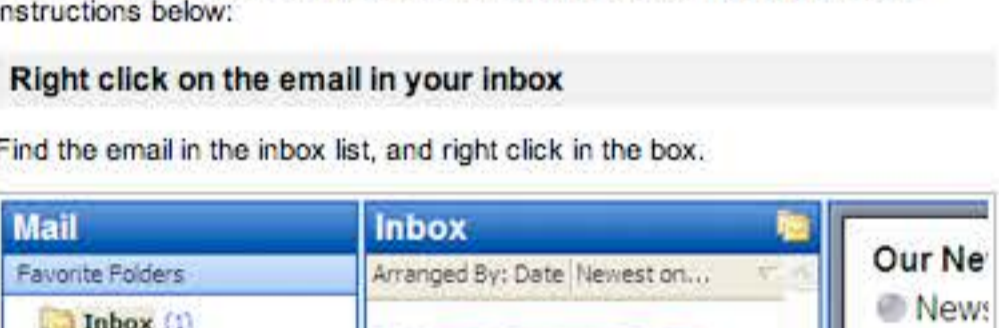 nstructions below:
Right click on the email in your inbox
Find the email in the inbox list, and right click in the box.
Mail
Inbox
Favorite Folders
Arranged By: Date Newest on...
Our Ne
Inbox (1)
News